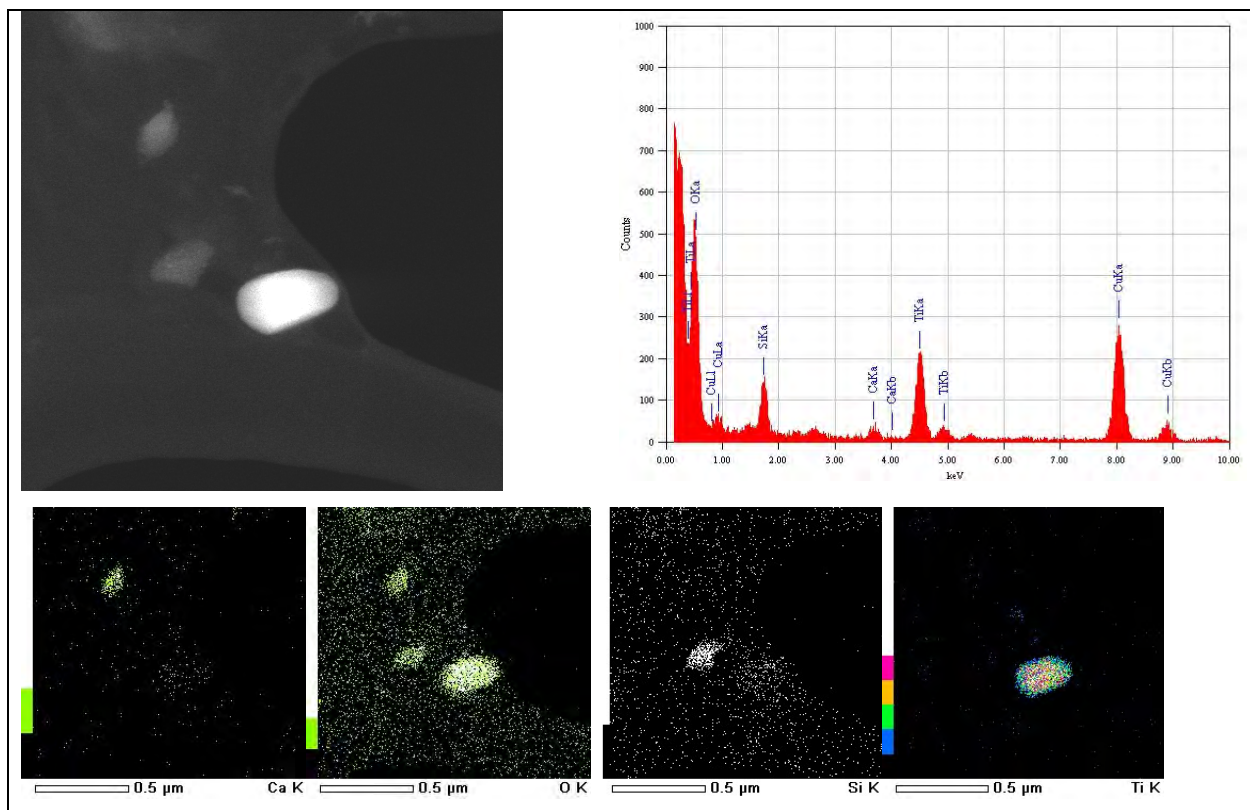 1000
900
800
700
600
500
400
300
200
100
0
Counts
OKa
TiLa
CuLl
CuLa
SiKa
CaKa
CaKb
TiKa
TiKb
CuKa
CuKb
0.00 1.00 2.00 3.00 4.00 5.00 6.00 7.00 8.00 9.00 10.00
keV
0.5 µm Ca K
0.5 µm O K
0.5 µm Si K
0.5 µm Ti K